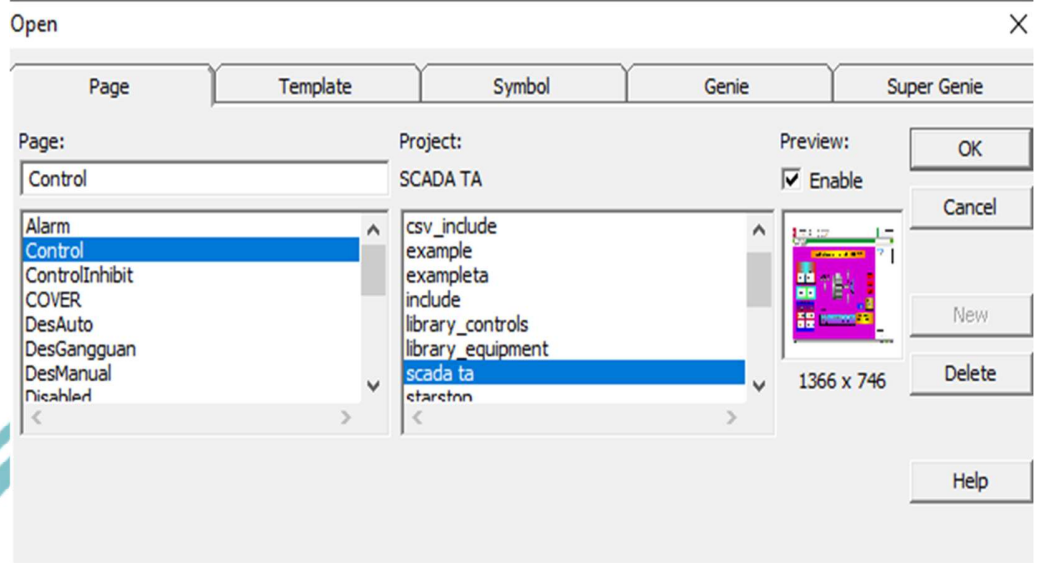 Open
Page
Template
Symbol
Genie
Super Genie
Page:
Control
Alarm
Control
ControlInhibit
COVER
DesAuto
DesGangguan
DesManual
Disabled
Project:
SCADA TA
csv_include
example
exampleta
include
library_controls
library_equipment
scada ta
starstop
Preview:
Enable
1366 x 746
OK
Cancel
New
Delete
Help